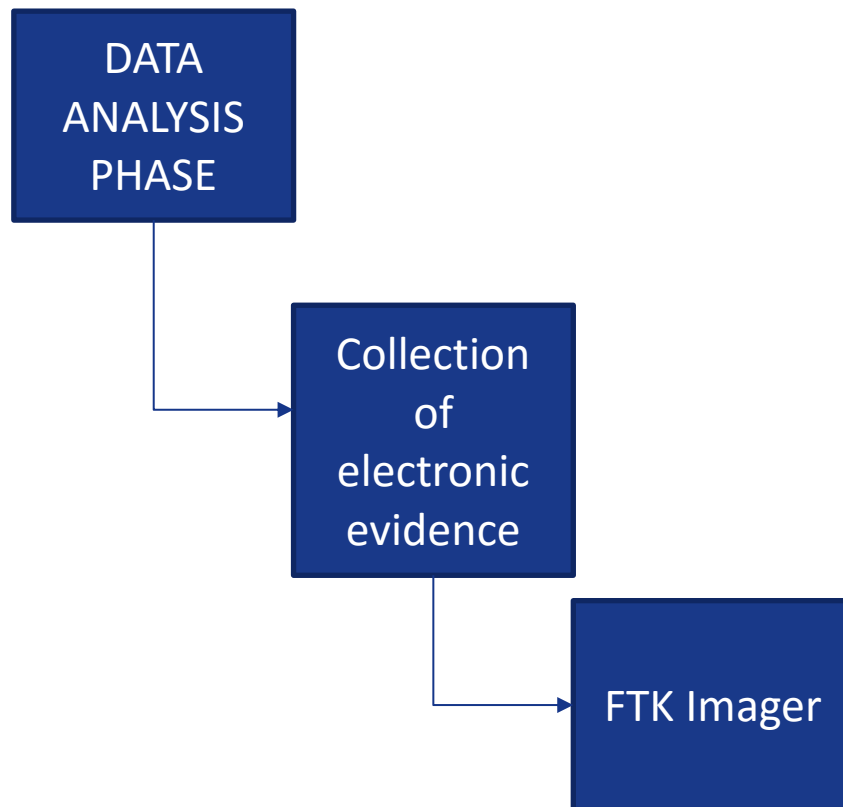 DATA
ANALYSIS
PHASE
Collection
of
electronic
evidence
FTK Imager